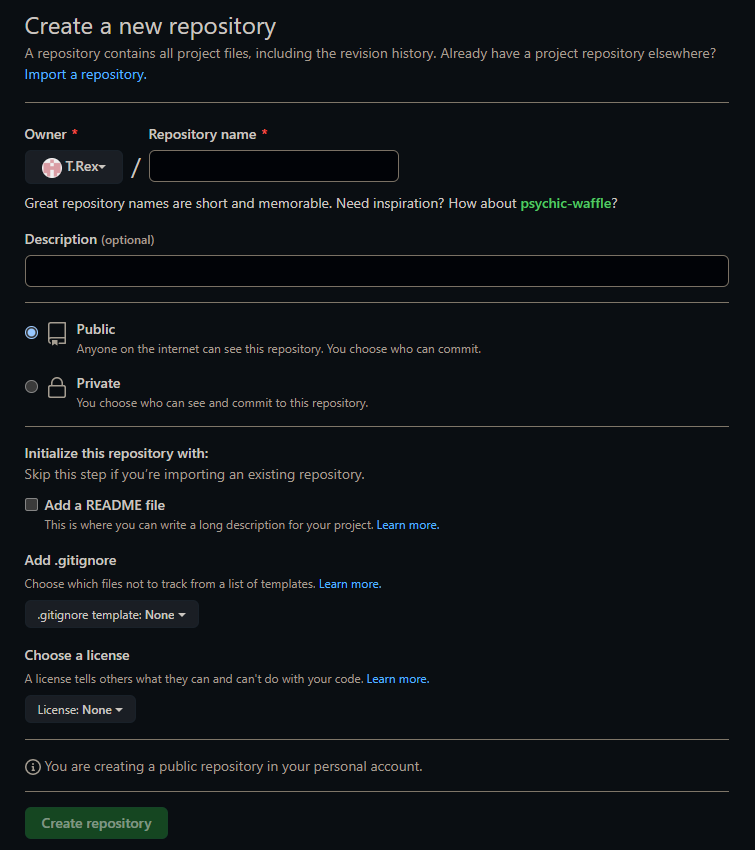 Create a new repository
A repository contains all project files, including the revision history. Already have a project repository elsewhere?
Import a repository.
Owner * Repository name *
T.Rex /
Great repository names are short and memorable. Need inspiration? How about psychic-waffle?
Description (optional)
Public
Anyone on the internet can see this repository. You choose who can commit.
Private
You choose who can see and commit to this repository.
Initialize this repository with:
Skip this step if you’re importing an existing repository.
Add a README file
This is where you can write a long description for your project. Learn more.
Add .gitignore
Choose which files not to track from a list of templates. Learn more.
.gitignore template: None
Choose a license
A license tells others what they can and can't do with your code. Learn more.
License: None
You are creating a public repository in your personal account.
Create repository